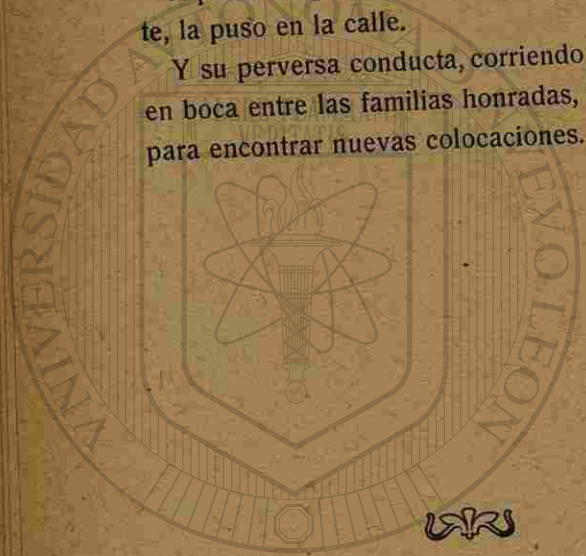 te, la puso en la calle.
Y su perversa conducta, corriendo
en boca entre las familias honradas,
para encontrar nuevas colocaciones.
VERITATIS